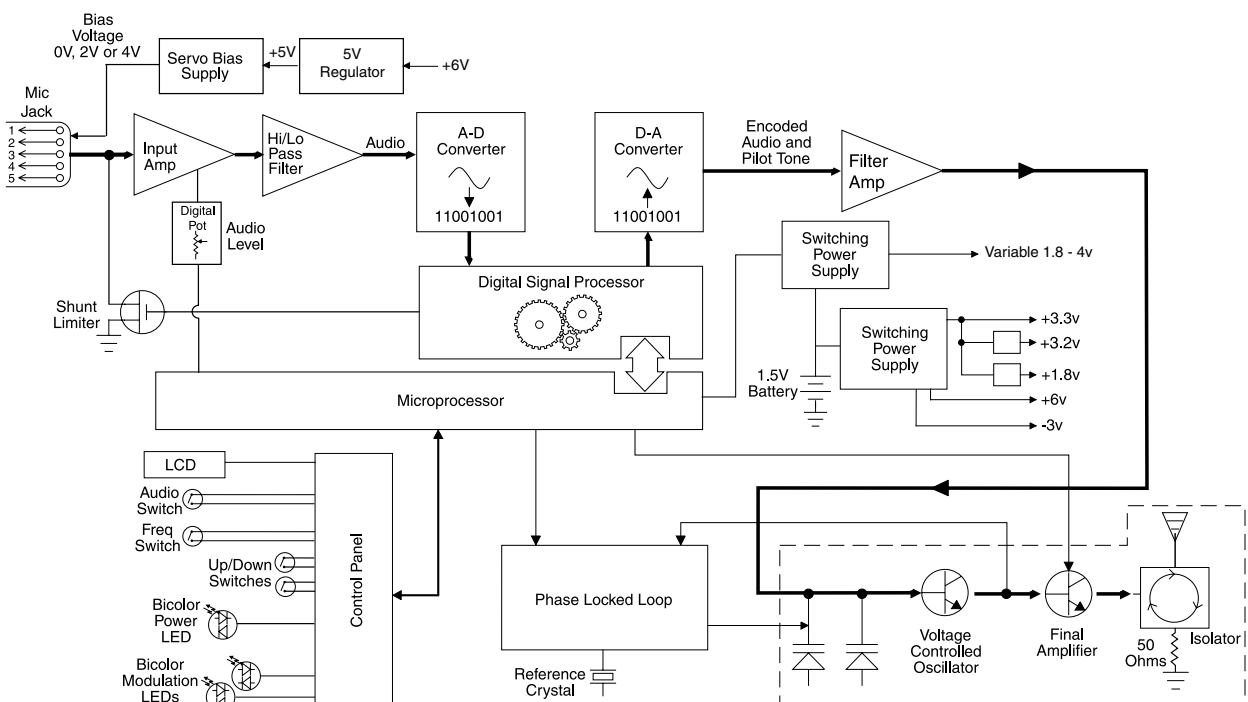 Bias
Voltage
0V, 2V or 4V
Servo Bias
Supply
+5V
5V
Regulator
+6V
Mic
Jack
1
2
3
4
5
Input
Amp
Hi/Lo
Pass
Filter
Audio
A-D
Converter
11001001
D-A
Converter
11001001
Encoded
Audio and
Pilot Tone
Filter
Amp
Digital
Pot
Audio
Level
Shunt
Limiter
Digital Signal Processor
Switching
Power
Supply
Variable 1.8 - 4v
Switching
Power
Supply
+3.3v
+3.2v
+1.8v
+6v
-3v
1.5V
Battery
Microprocessor
LCD
Audio
Switch
Freq
Switch
Up/Down
Switches
Bicolor
Power
LED
Bicolor
Modulation
LEDs
Control Panel
Phase Locked Loop
Reference
Crystal
Voltage
Controlled
Oscillator
Final
Amplifier
50
Ohms
Isolator